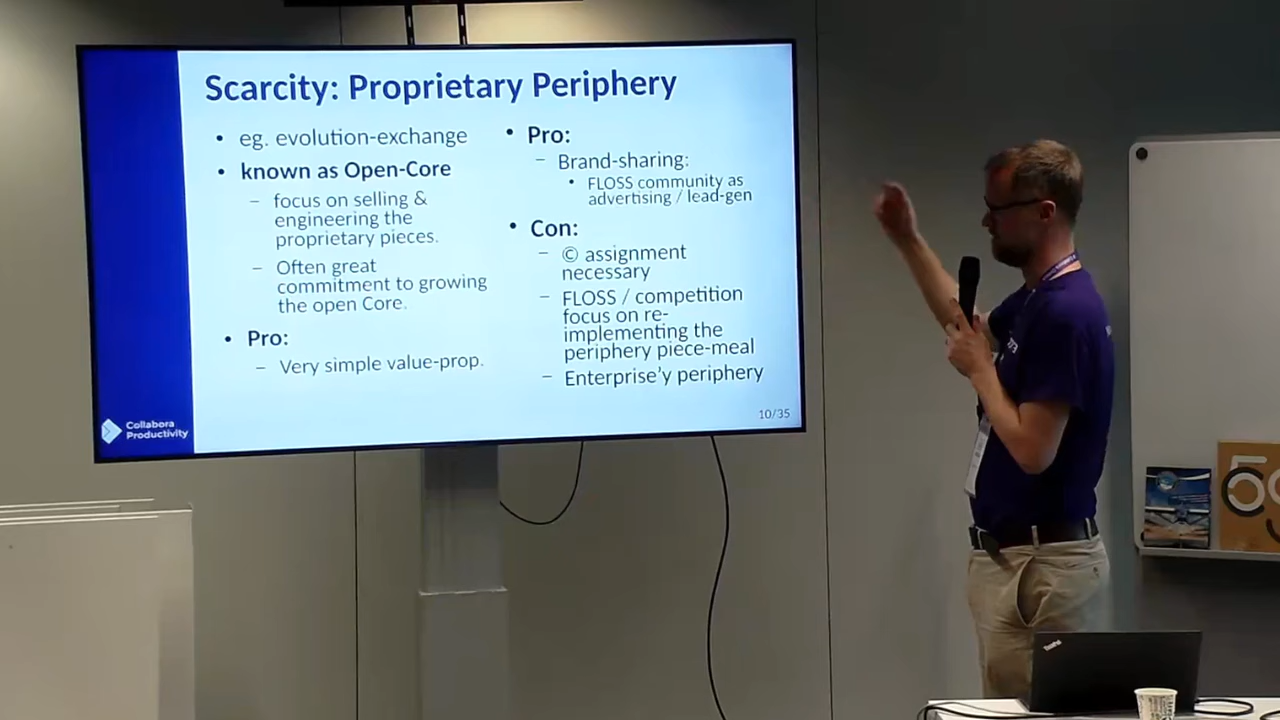 Scarcity: Proprietary Periphery
• eg. evolution-exchange
• known as Open-Core
– focus on selling &
engineering the
proprietary pieces.
– Often great
commitment to growing
the open Core.
• Pro:
– Very simple value-prop.
• Pro:
– Brand-sharing:
• FLOSS community as
advertising / lead-gen
• Con:
– © assignment
necessary
– FLOSS / competition
focus on re-
implementing the
periphery piece-meal
– Enterprise'y periphery
10/35
Collabora
Productivity
ThinkPad